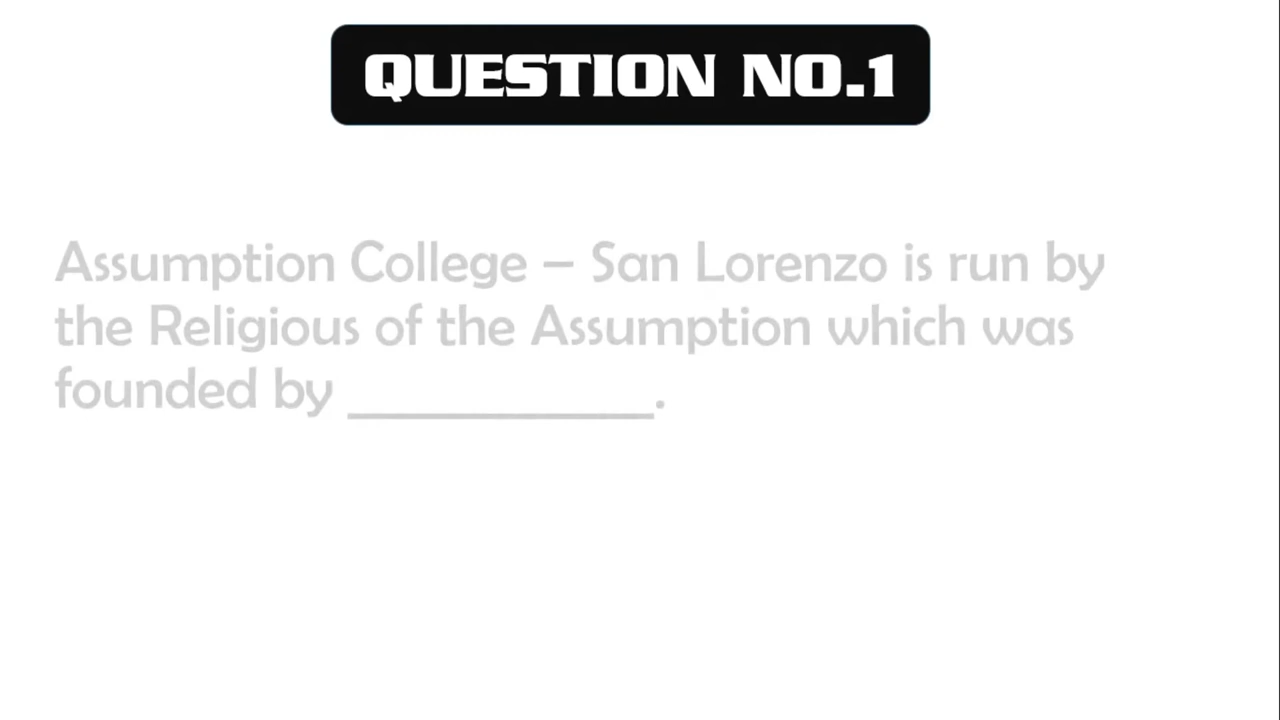 QUESTION NO.1
Assumption College – San Lorenzo is run by
the Religious of the Assumption which was
founded by ___________.